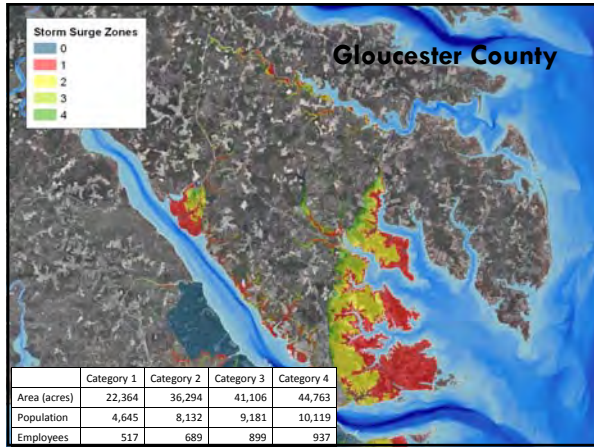 Storm Surge Zones
0
1
2
3
4
Gloucester County
Category 1 Category 2 Category 3 Category 4
Area (acres) 22,364 36,294 41,106 44,763
Population 4,645 8,132 9,181 10,119
Employees 517 689 899 937